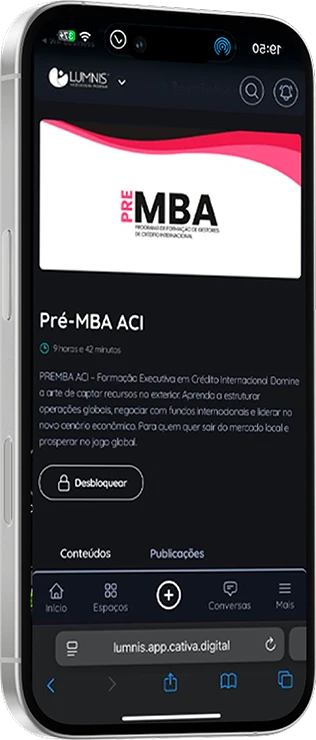 19:50
LUMNIS
PRE
MBA
PROGRAMA DE FORMAÇÃO DE GESTORES
DE CRÉDITO INTERNACIONAL
Pré-MBA ACI
9 horas e 42 minutos
PREMBA ACI – Formação Executiva em Crédito Internacional Domine
a arte de captar recursos no exterior. Aprenda a estruturar
operações globais, negociar com fundos internacionais e liderar no
novo cenário econômico. Para quem quer sair do mercado local e
prosperar no jogo global.
Desbloquear
Conteúdos
Publicações
Início
Espaços
Conversas
Mais
lumnis.app.cativa.digital